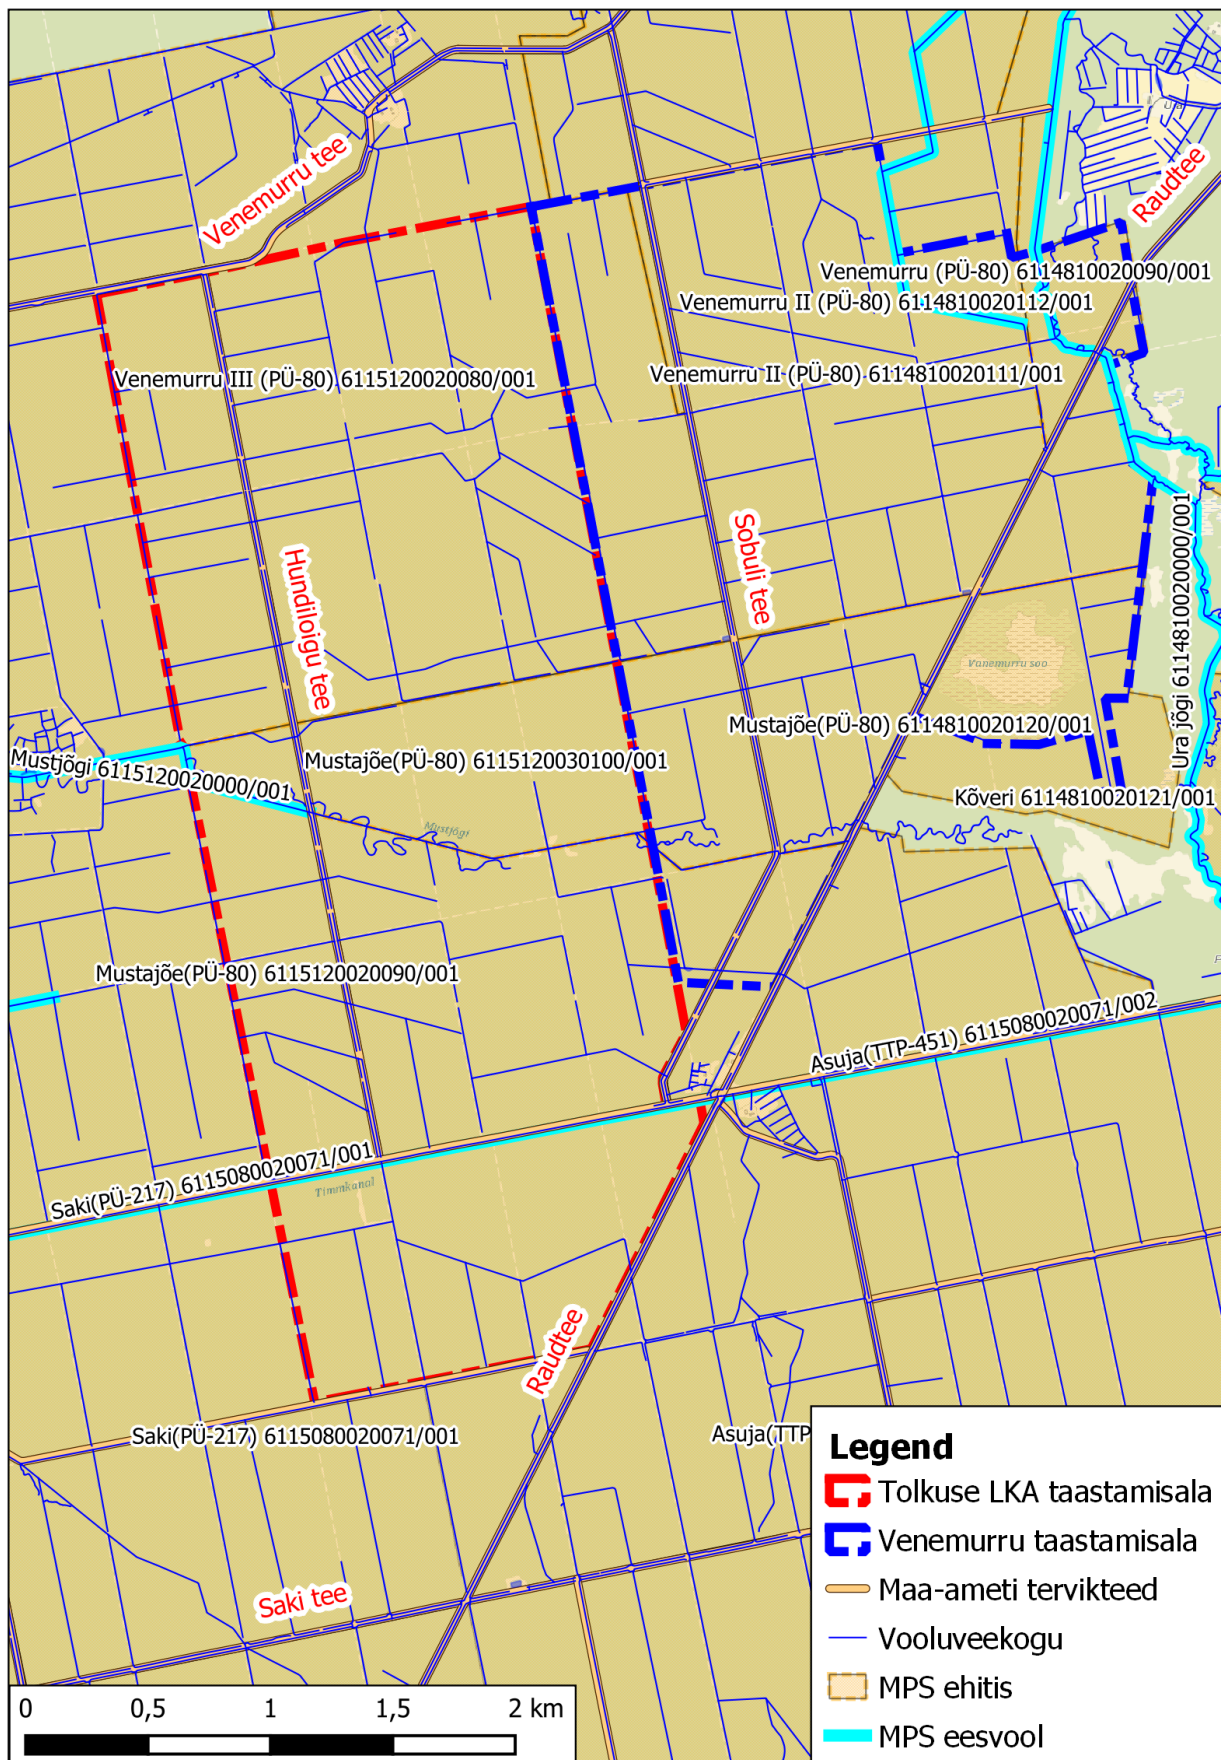 Ura
Raudtee
Venemurru tee
Venemurru (PÜ-80) 6114810020090/001
Venemurru II (PÜ-80) 6114810020112/001
Venemurru III (PÜ-80) 6115120020080/001
Venemurru II (PÜ-80) 6114810020111/001
Sobuli tee
Hundiloigu tee
Ura jõgi 6114810020000/001
Vanemurru soo
Mustajõe(PÜ-80) 6114810020120/001
Mustjõgi 6115120020000/001
Mustajõe(PÜ-80) 6115120030100/001
Kõveri 6114810020121/001
Mustjõgi
Mustajõe(PÜ-80) 6115120020090/001
Asuja(TTP-451) 6115080020071/002
Saki(PÜ-217) 6115080020071/001
Timmkanal
Raudtee
Saki(PÜ-217) 6115080020071/001
Asuja(TTP
Saki tee
Legend
Tolkuse LKA taastamisala
Venemurru taastamisala
Maa-ameti tervikteed
Vooluveekogu
MPS ehitis
MPS eesvool
0 0,5 1 1,5 2 km